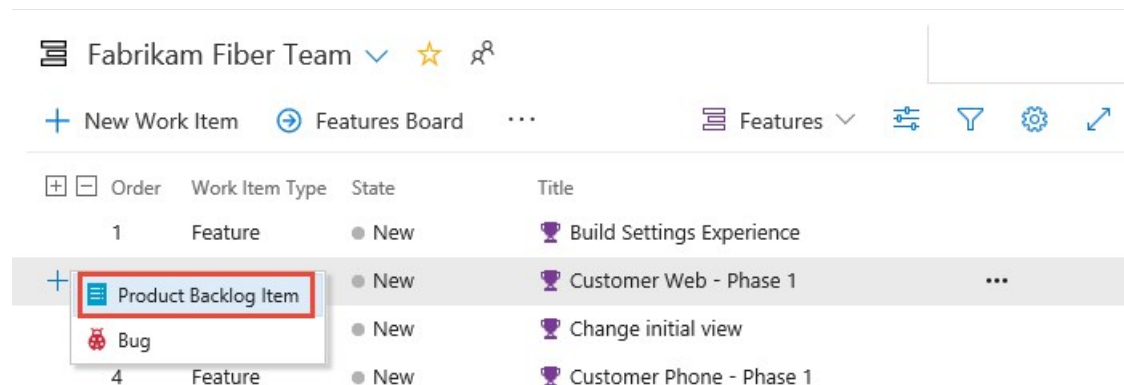 Fabrikam Fiber Team
New Work Item Features Board ... Features
Order Work Item Type State Title
1 Feature New Build Settings Experience
Product Backlog Item New Customer Web - Phase 1 ...
Bug New Change initial view
4 Feature New Customer Phone - Phase 1